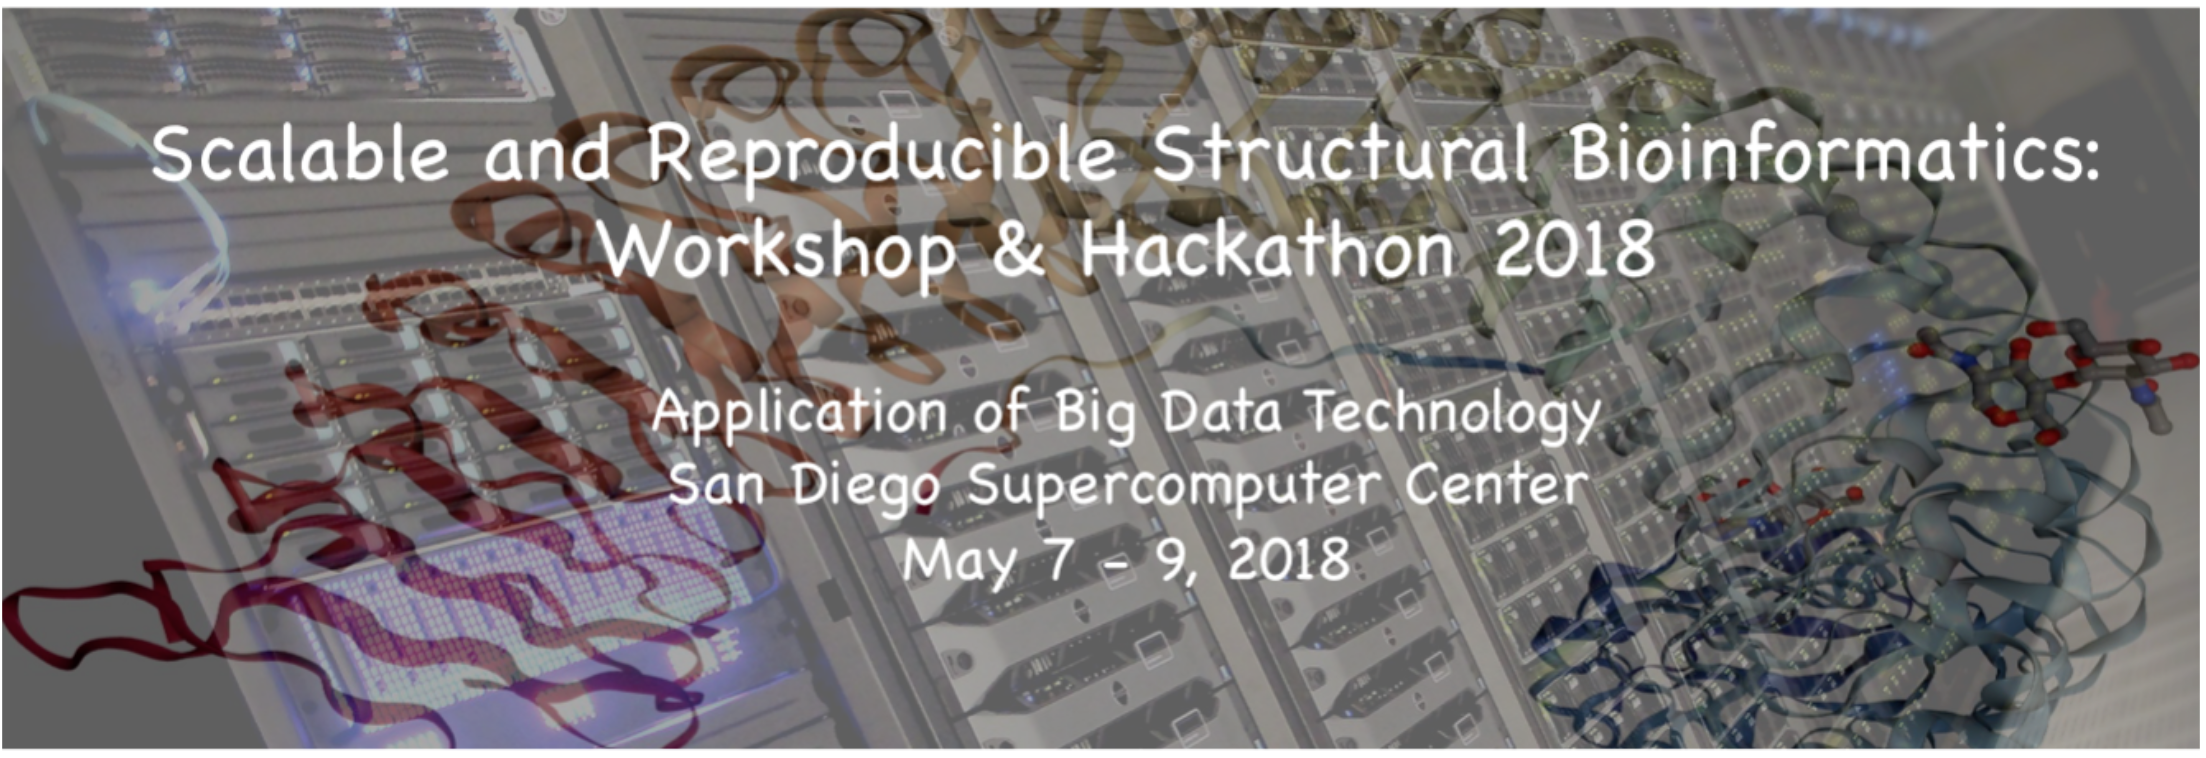 Scalable and Reproducible Structural Bioinformatics:
Workshop & Hackathon 2018
Application of Big Data Technology
San Diego Supercomputer Center
May 7 - 9, 2018